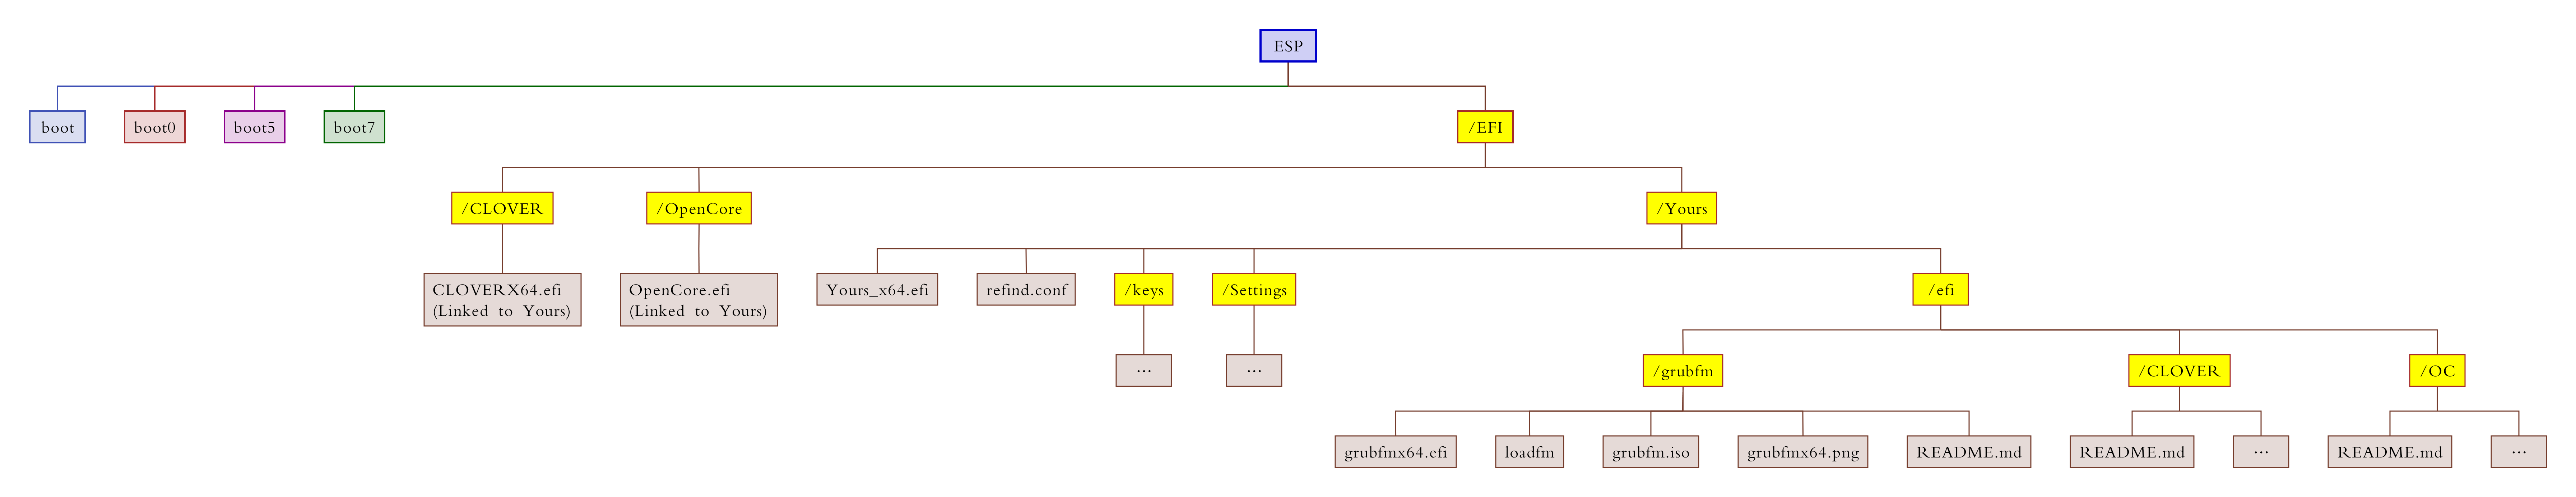 ESP
boot
boot0
boot5
boot7
/EFI
/CLOVER
/OpenCore
/Yours
CLOVERX64.efi
(Linked to Yours)
OpenCore.efi
(Linked to Yours)
Yours_x64.efi
refind.conf
/keys
/Settings
/efi
...
...
/grubfm
/CLOVER
/OC
grubfmx64.efi
loadfm
grubfm.iso
grubfmx64.png
README.md
README.md
...
README.md
...